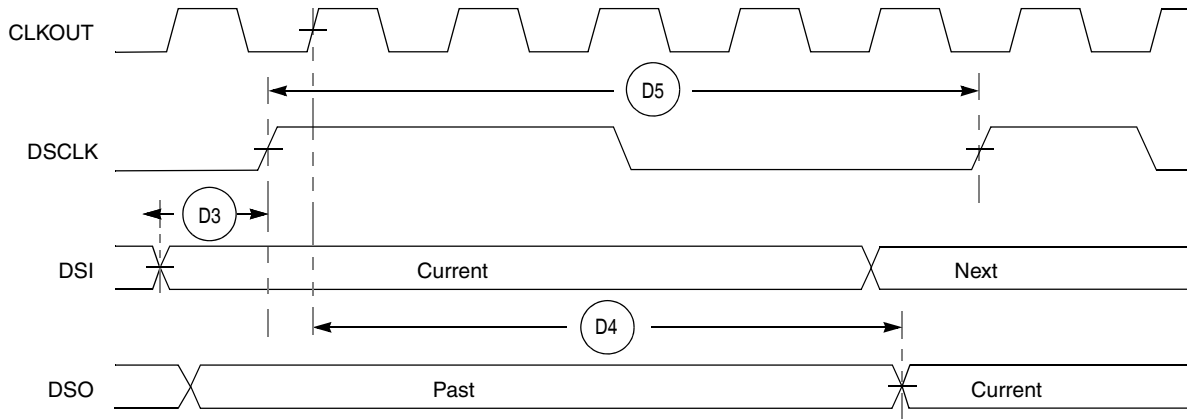 CLKOUT
D5
DSCLK
D3
DSI
Current
Next
D4
DSO
Past
Current